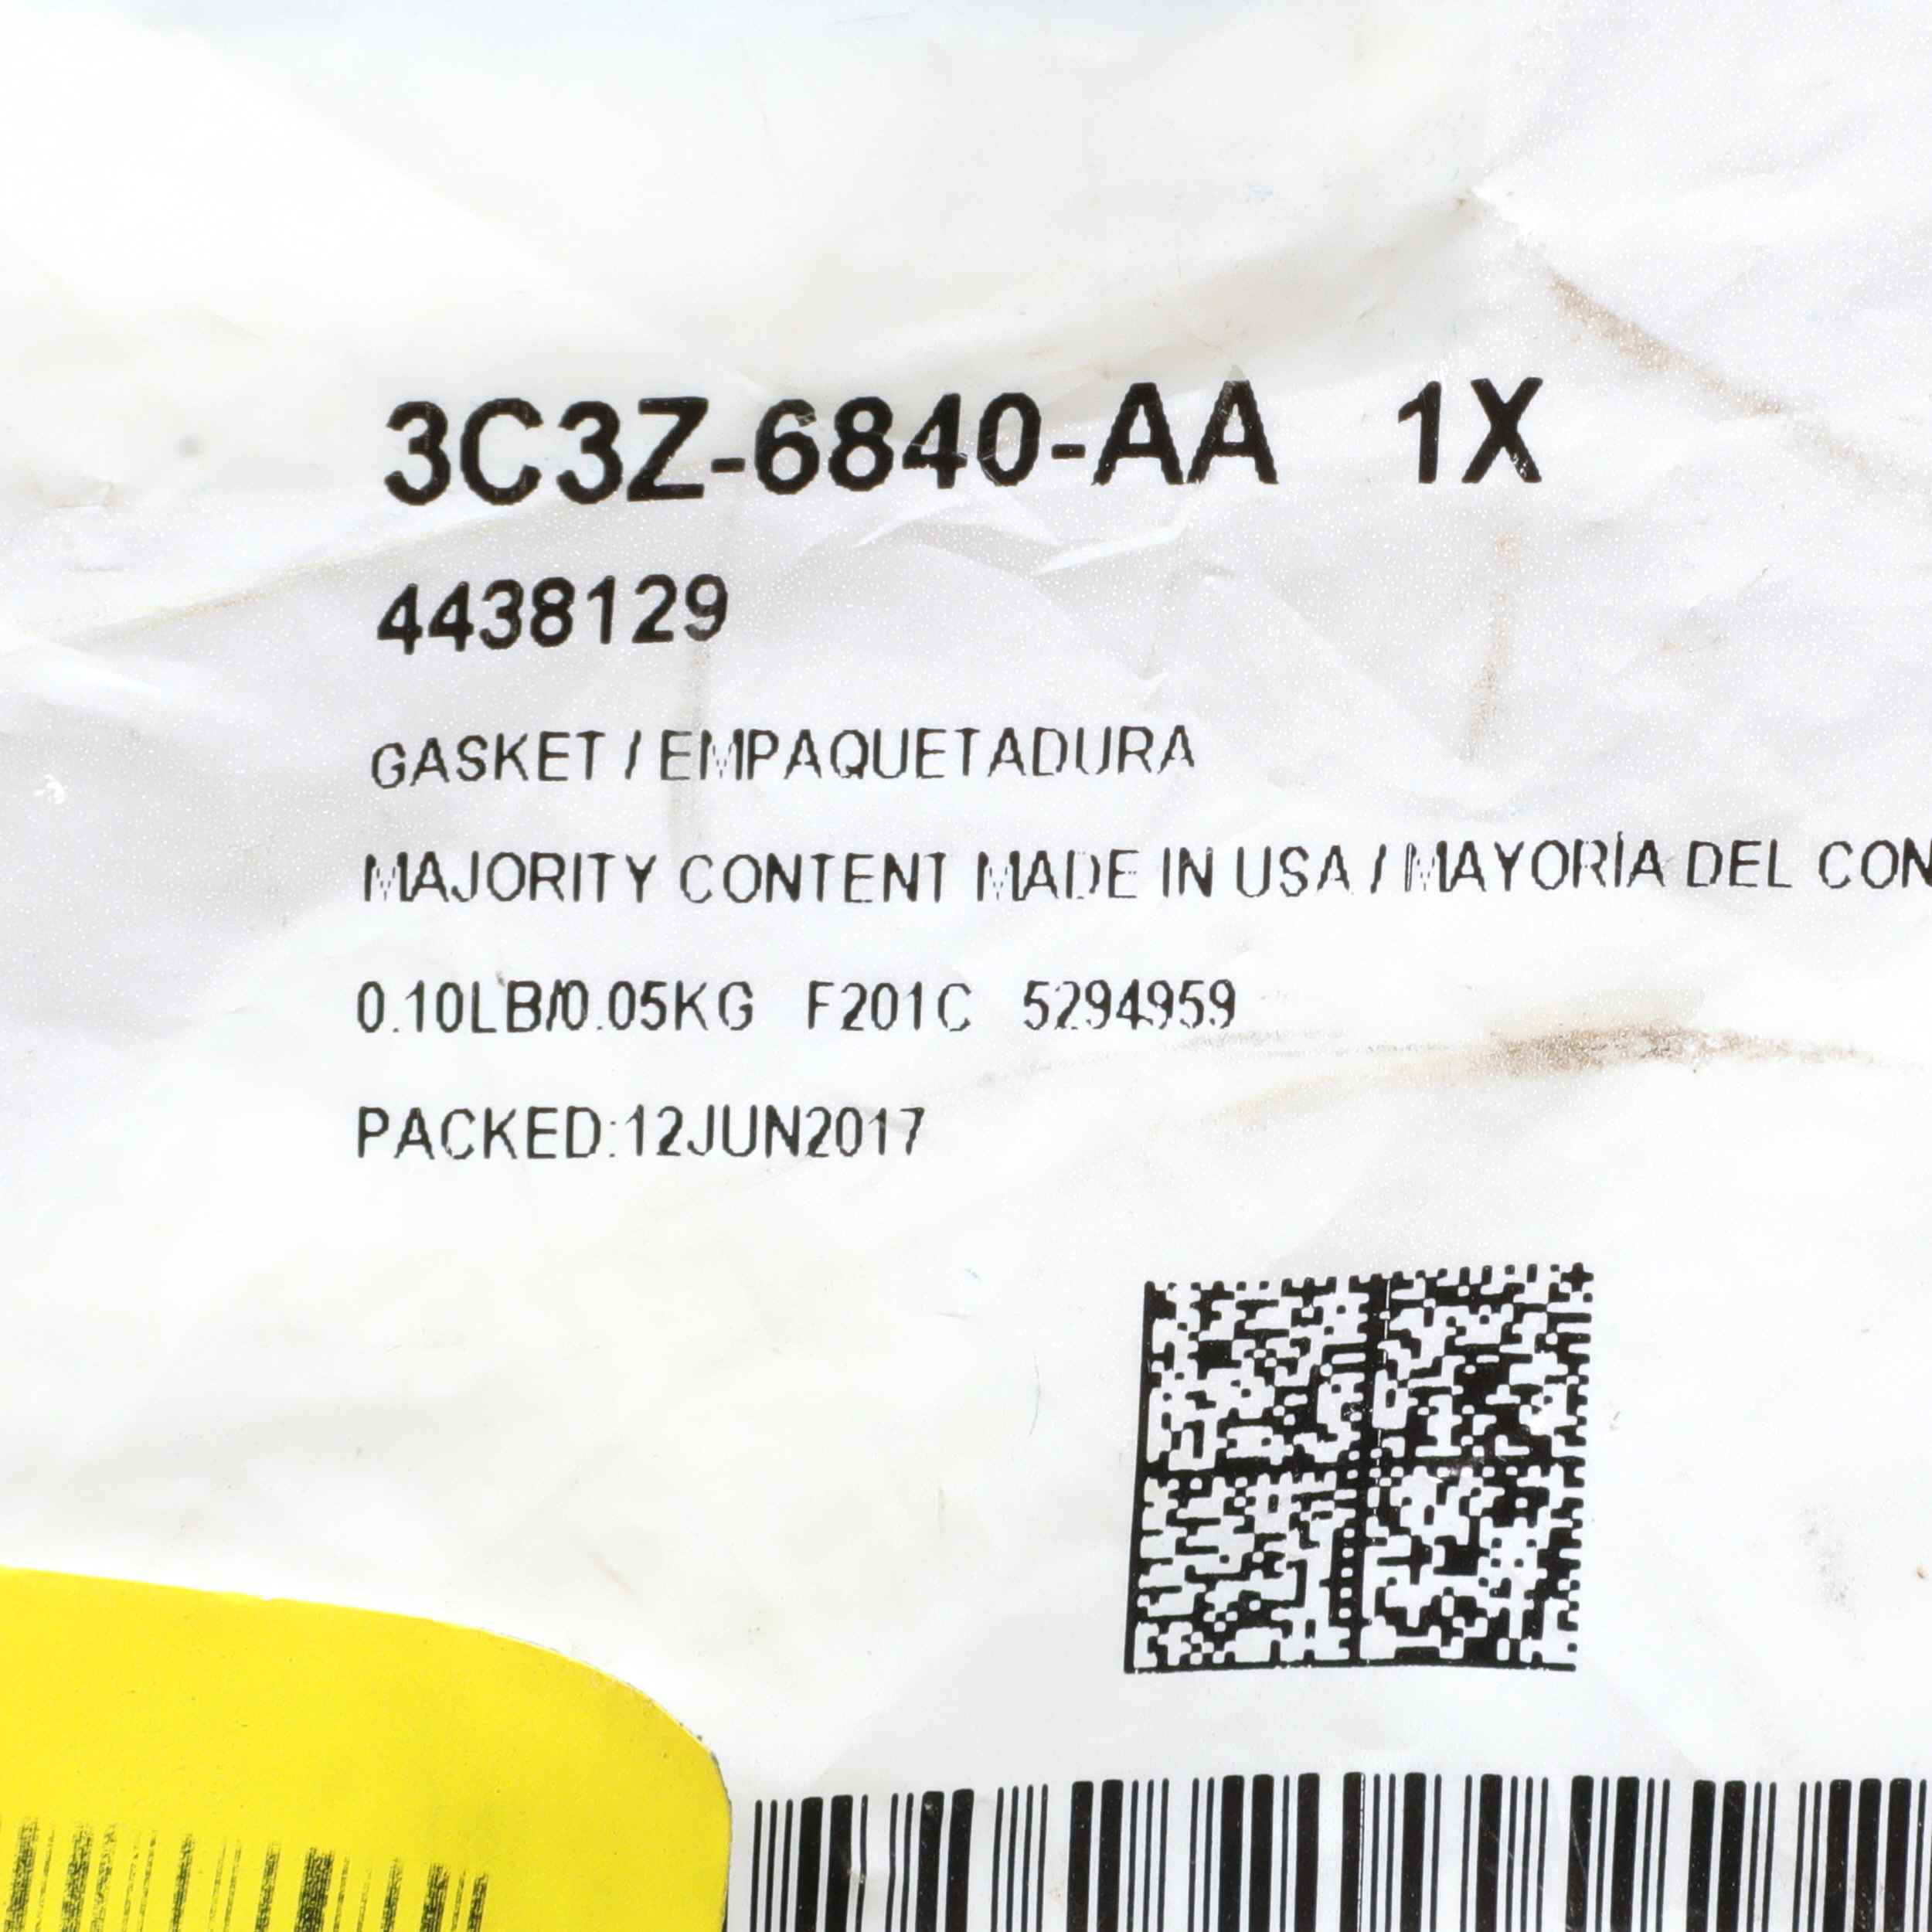 3C3Z-6840-AA 1X
4438129
GASKET / EMPAQUETADURA
MAJORITY CONTENT MADE IN USA / MAYORÍA DEL CON
0.10LB/0.05KG F201C 5294959
PACKED:12JUN2017